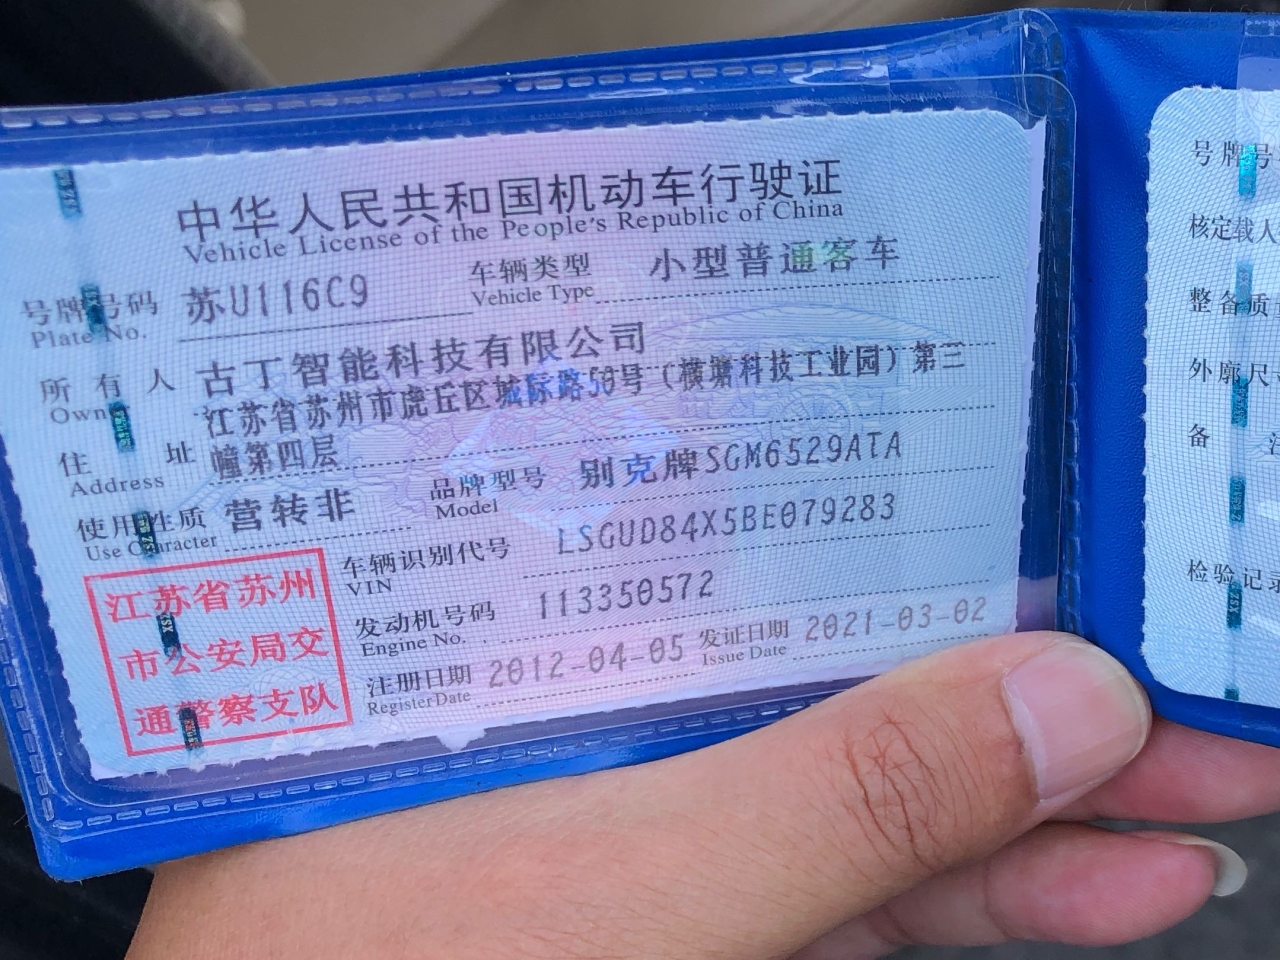 中华人民共和国机动车行驶证
Vehicle License of the People's Republic of China
号牌号码 苏U116C9 车辆类型 小型普通客车
Plate No. Vehicle Type
所有人 古丁智能科技有限公司
Owner
江苏省苏州市虎丘区城际路50号（横塘科技工业园）第三
住址 幢第四层
Address
使用性质 营转非 品牌型号 别克牌SGM6529ATA
Use Character Model
车辆识别代号 LSGUD84X5BE079283
VIN
发动机号码 113350572
Engine No.
注册日期 2012-04-05 发证日期 2021-03-02
Register Date Issue Date
江苏省苏州
市公安局交
通警察支队
号牌号
核定载人
整备质
外廓尺
备
检验记录